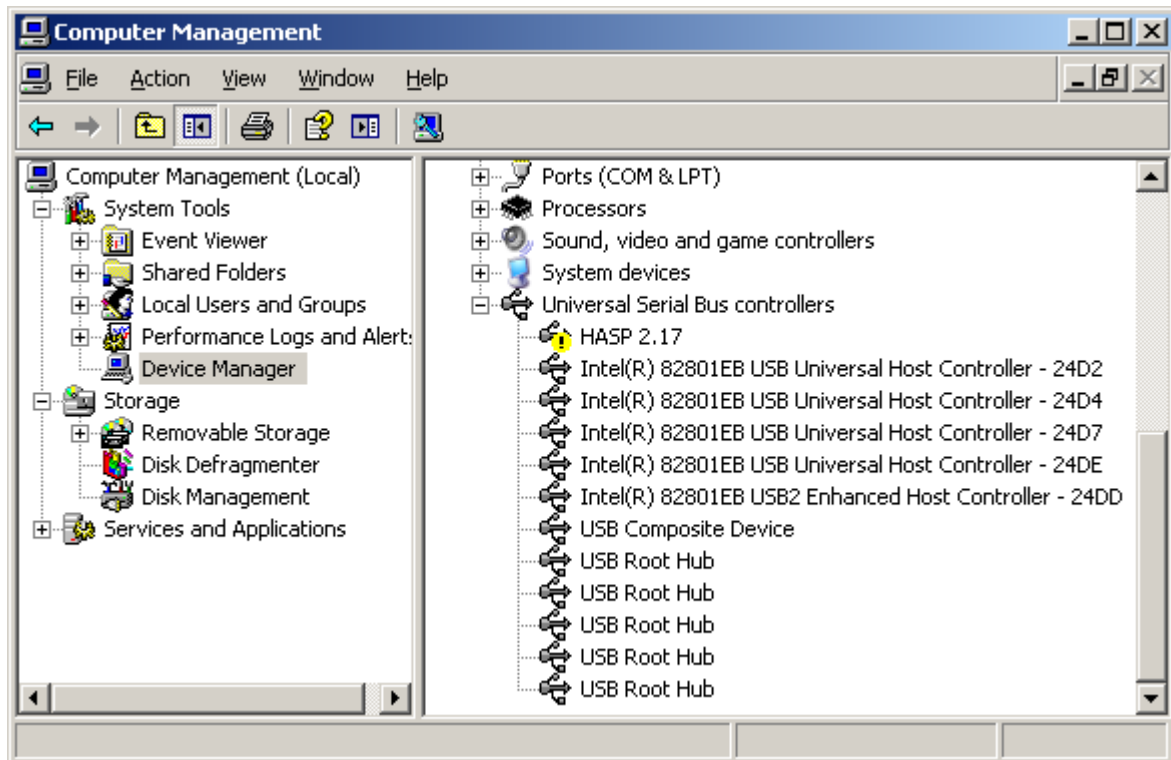 Computer Management
File Action View Window Help
Computer Management (Local)
System Tools
Event Viewer
Shared Folders
Local Users and Groups
Performance Logs and Alert
Device Manager
Storage
Removable Storage
Disk Defragmenter
Disk Management
Services and Applications
Ports (COM & LPT)
Processors
Sound, video and game controllers
System devices
Universal Serial Bus controllers
HASP 2.17
Intel(R) 82801EB USB Universal Host Controller - 24D2
Intel(R) 82801EB USB Universal Host Controller - 24D4
Intel(R) 82801EB USB Universal Host Controller - 24D7
Intel(R) 82801EB USB Universal Host Controller - 24DE
Intel(R) 82801EB USB2 Enhanced Host Controller - 24DD
USB Composite Device
USB Root Hub
USB Root Hub
USB Root Hub
USB Root Hub
USB Root Hub